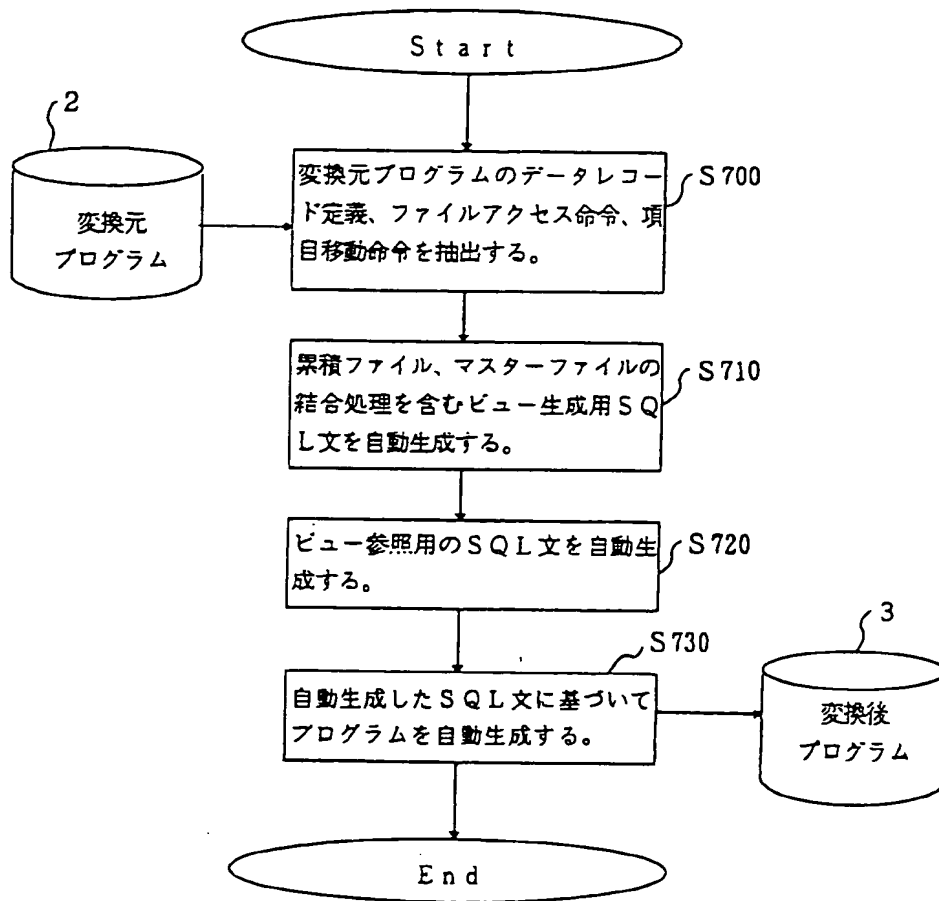 Start
2
変換元
プログラム
変換元プログラムのデータレコー
ド定義、ファイルアクセス命令、項
目移動命令を抽出する。
S700
累積ファイル、マスターファイルの
結合処理を含むビュー生成用SQ
L文を自動生成する。
S710
ビュー参照用のSQL文を自動生
成する。
S720
自動生成したSQL文に基づいて
プログラムを自動生成する。
S730
3
変換後
プログラム
End